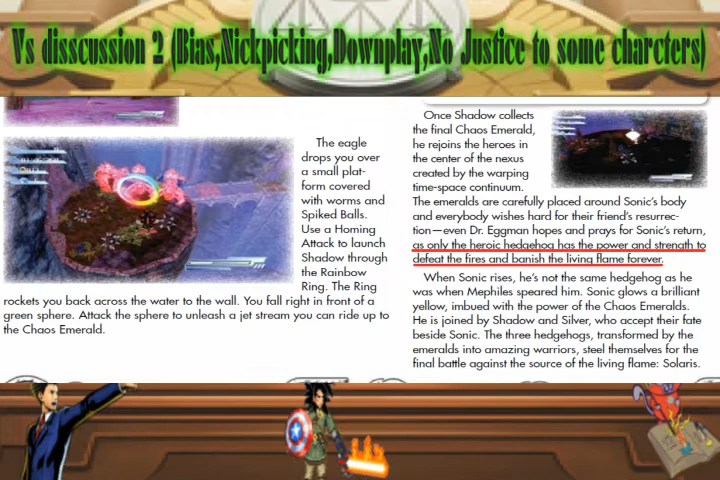 Vs disscussion 2 (Bias,Nickpicking,Downplay,No Justice to some charcters)
The eagle
drops you over
a small plat-
form covered
with worms and
Spiked Balls.
Use a Homing
Attack to launch
Shadow through
the Rainbow
Ring. The Ring
rockets you back across the water to the wall. You fall right in front of a
green sphere. Attack the sphere to unleash a jet stream you can ride up to
the Chaos Emerald.
Once Shadow collects
the final Chaos Emerald,
he rejoins the heroes in
the center of the nexus
created by the warping
time-space continuum.
The emeralds are carefully placed around Sonic's body
and everybody wishes hard for their friend's resurrec-
tion—even Dr. Eggman hopes and prays for Sonic's return,
as only the heroic hedgehog has the power and strength to
defeat the fires and banish the living flame forever.
When Sonic rises, he's not the same hedgehog as he
was when Mephiles speared him. Sonic glows a brilliant
yellow, imbued with the power of the Chaos Emeralds.
He is joined by Shadow and Silver, who accept their fate
beside Sonic. The three hedgehogs, transformed by the
emeralds into amazing warriors, steel themselves for the
final battle against the source of the living flame: Solaris.